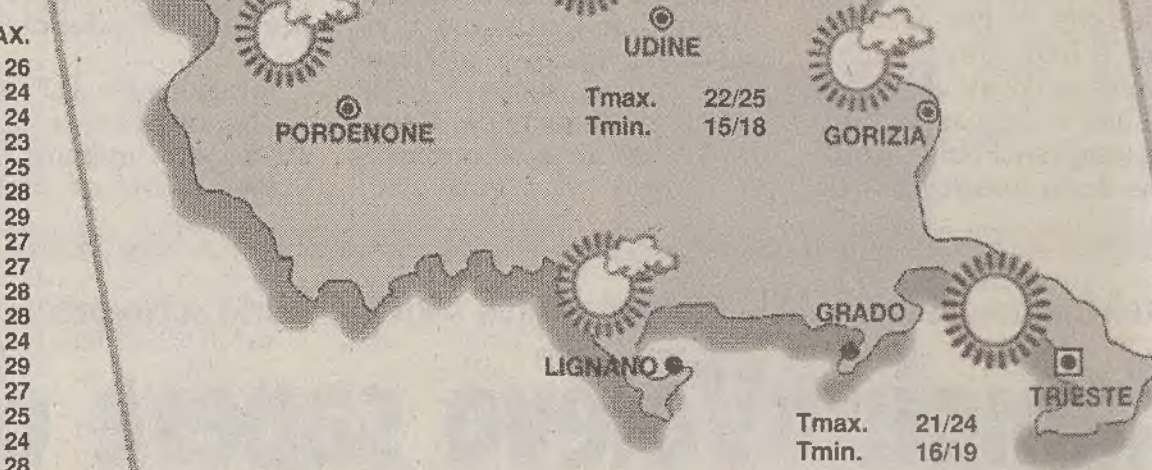 AX.
26
24
24
23
25
28
29
27
27
28
28
24
29
27
25
24
28
UDINE
Tmax. 22/25
Tmin. 15/18
PORDENONE
GORIZIA
GRADO
LIGNANO
TRIESTE
Tmax. 21/24
Tmin. 16/19